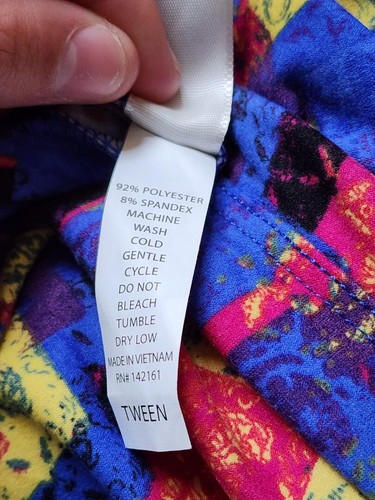 92% POLYESTER
8% SPANDEX
MACHINE
WASH
COLD
GENTLE
CYCLE
DO NOT
BLEACH
TUMBLE
DRY LOW
MADE IN VIETNAM
RN# 142161
TWEEN